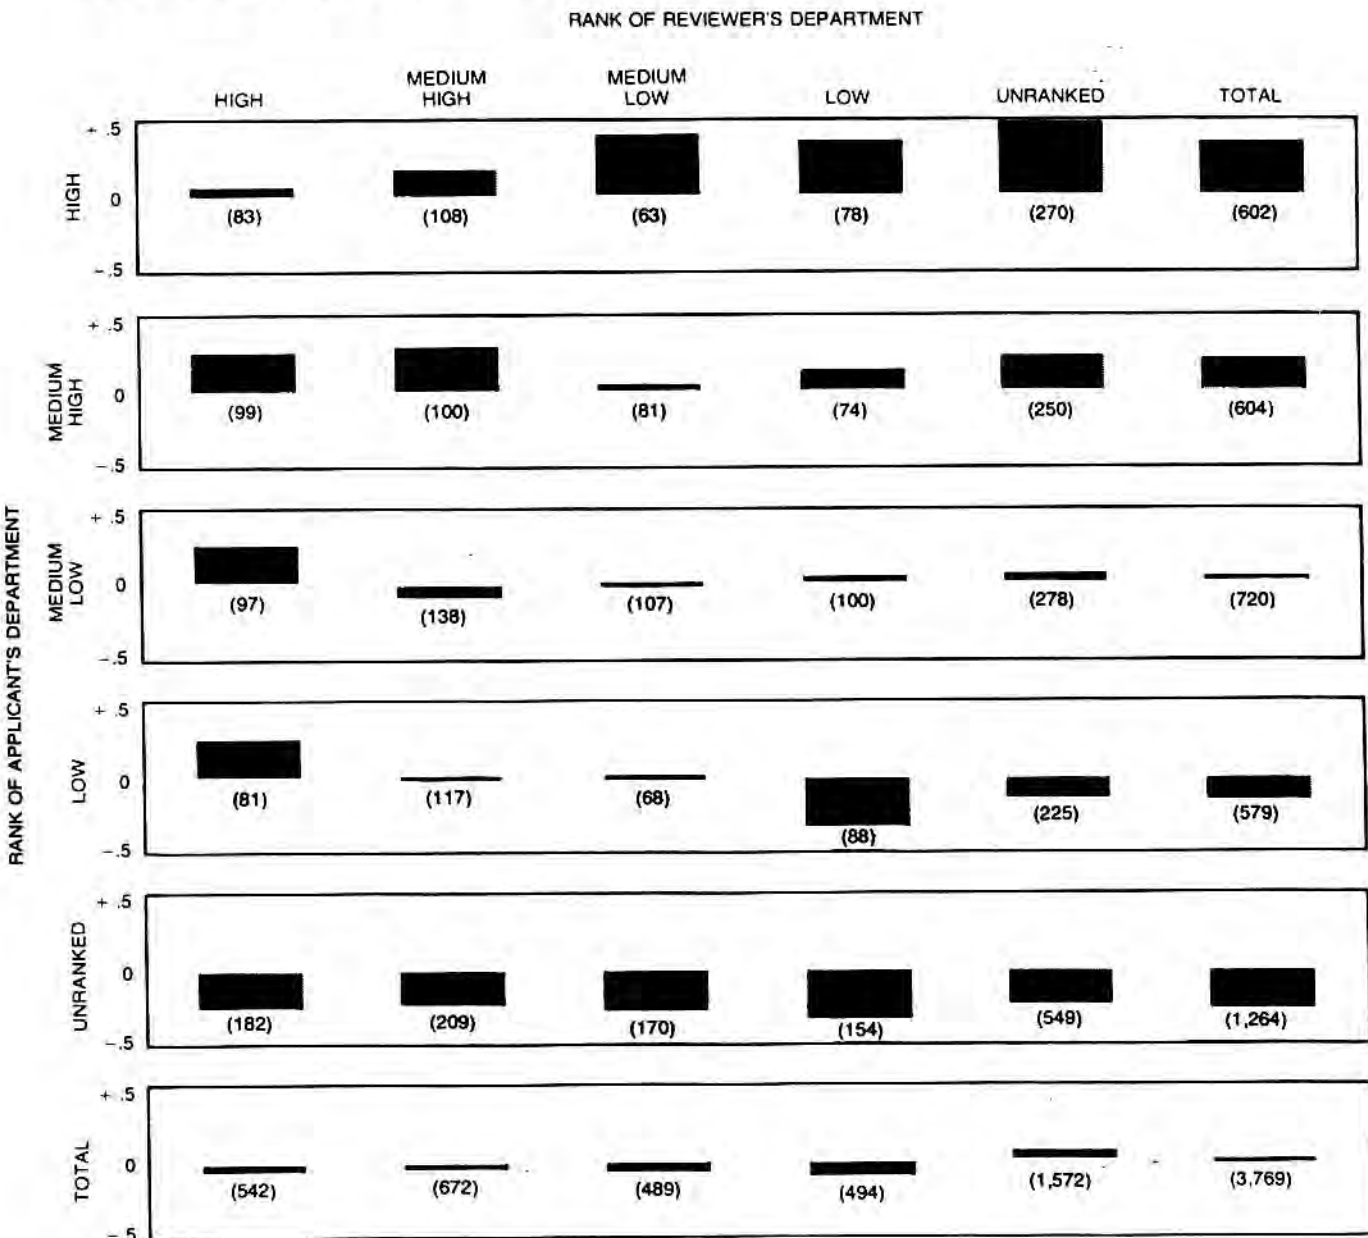 RANK OF REVIEWER'S DEPARTMENT
HIGH MEDIUM HIGH MEDIUM LOW LOW UNRANKED TOTAL
RANK OF APPLICANT'S DEPARTMENT
HIGH
+ .5
0
(83) (108) (63) (78) (270) (602)
- .5
MEDIUM HIGH
+ .5
0
(99) (100) (81) (74) (250) (604)
- .5
MEDIUM LOW
+ .5
0
(97) (138) (107) (100) (278) (720)
- .5
LOW
+ .5
0
(81) (117) (68) (88) (225) (579)
- .5
UNRANKED
+ .5
0
(182) (209) (170) (154) (549) (1,264)
- .5
TOTAL
+ .5
0
(542) (672) (489) (494) (1,572) (3,769)
- .5